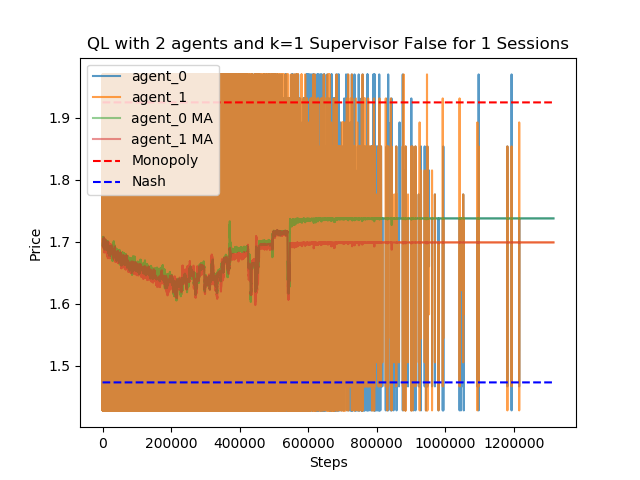 QL with 2 agents and k=1 Supervisor False for 1 Sessions
agent_0
agent_1
agent_0 MA
agent_1 MA
Monopoly
Nash
Price
1.9
1.8
1.7
1.6
1.5
0 200000 400000 600000 800000 1000000 1200000
Steps